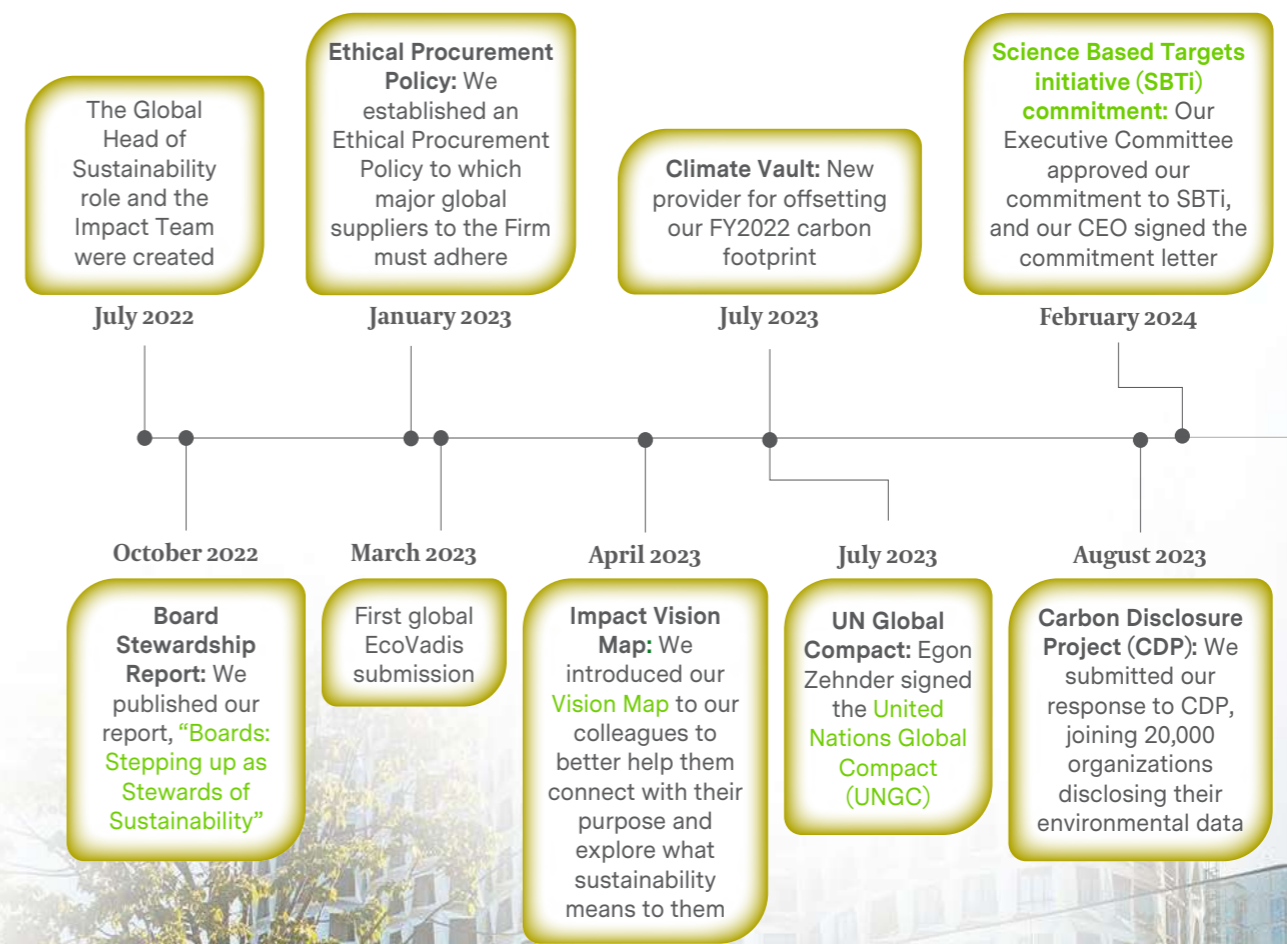 The Global
Head of
Sustainability
role and the
Impact Team
were created
July 2022
Ethical Procurement
Policy: We
established an
Ethical Procurement
Policy to which
major global
suppliers to the Firm
must adhere
January 2023
Climate Vault: New
provider for offsetting
our FY2022 carbon
footprint
July 2023
Science Based Targets
initiative (SBTi)
commitment: Our
Executive Committee
approved our
commitment to SBTi,
and our CEO signed the
commitment letter
February 2024
October 2022
Board
Stewardship
Report: We
published our
report, “Boards:
Stepping up as
Stewards of
Sustainability”
March 2023
First global
EcoVadis
submission
April 2023
Impact Vision
Map: We
introduced our
Vision Map to our
colleagues to
better help them
connect with their
purpose and
explore what
sustainability
means to them
July 2023
UN Global
Compact: Egon
Zehnder signed
the United
Nations Global
Compact
(UNGC)
August 2023
Carbon Disclosure
Project (CDP): We
submitted our
response to CDP,
joining 20,000
organizations
disclosing their
environmental data